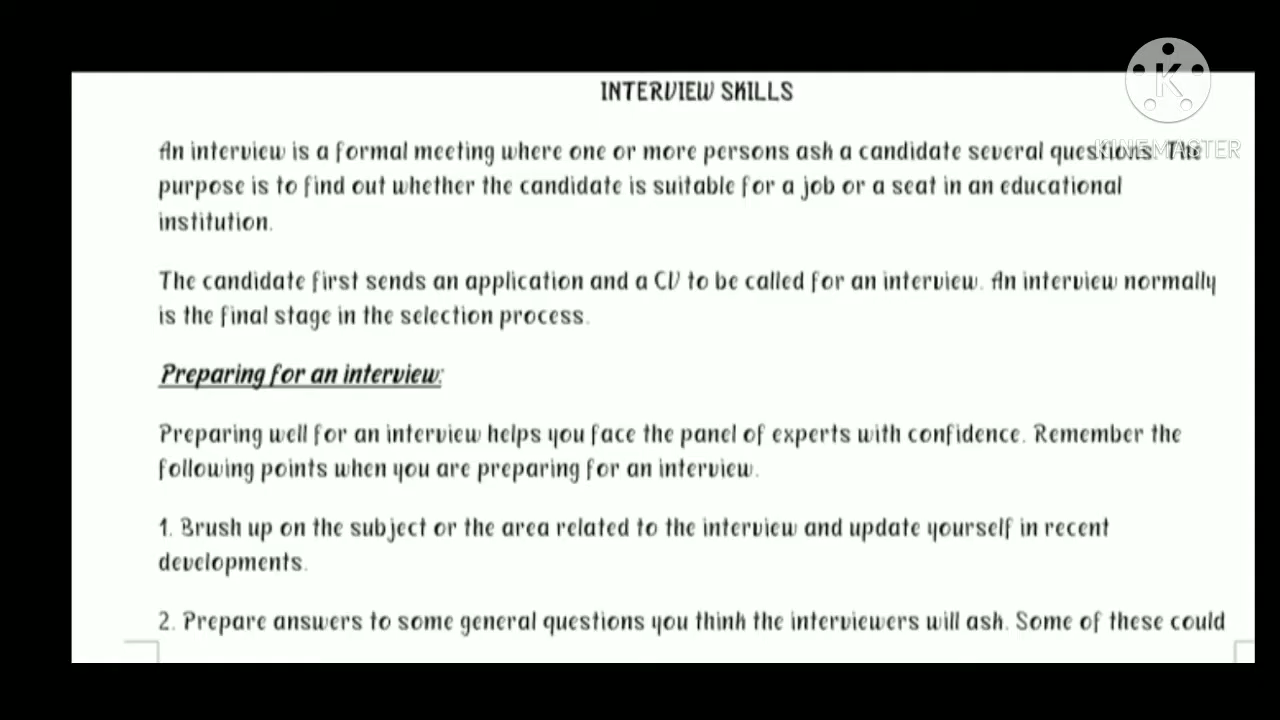 INTERVIEW SKILLS
K
KINEMASTER
An interview is a formal meeting where one or more persons ask a candidate several questions. The
purpose is to find out whether the candidate is suitable for a job or a seat in an educational
institution.
The candidate first sends an application and a CV to be called for an interview. An interview normally
is the final stage in the selection process.
Preparing for an interview:
Preparing well for an interview helps you face the panel of experts with confidence. Remember the
following points when you are preparing for an interview.
1. Brush up on the subject or the area related to the interview and update yourself in recent
developments.
2. Prepare answers to some general questions you think the interviewers will ask. Some of these could